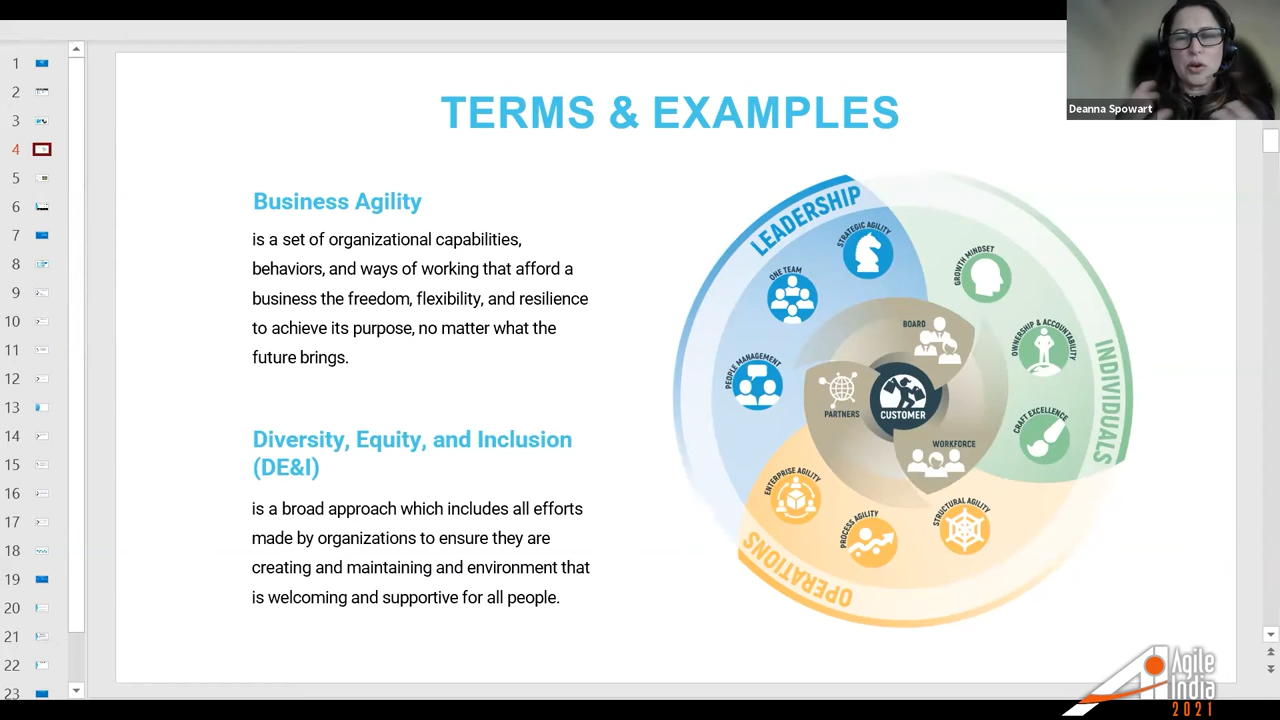 TERMS & EXAMPLES
Deanna Spowart
Business Agility
is a set of organizational capabilities,
behaviors, and ways of working that afford a
business the freedom, flexibility, and resilience
to achieve its purpose, no matter what the
future brings.
Diversity, Equity, and Inclusion
(DE&I)
is a broad approach which includes all efforts
made by organizations to ensure they are
creating and maintaining and environment that
is welcoming and supportive for all people.
LEADERSHIP
STRATEGIC AGILITY
ONE TEAM
PEOPLE MANAGEMENT
GROWTH MINDSET
OWNERSHIP & ACCOUNTABILITY
CRAFT EXCELLENCE
INDIVIDUALS
BOARD
PARTNERS
CUSTOMER
WORKFORCE
ENTERPRISE AGILITY
PROCESS AGILITY
STRUCTURAL AGILITY
OPERATIONS
1
2
3
4
5
6
7
8
9
10
11
12
13
14
15
16
17
18
19
20
21
22
23
Agile
India
2021